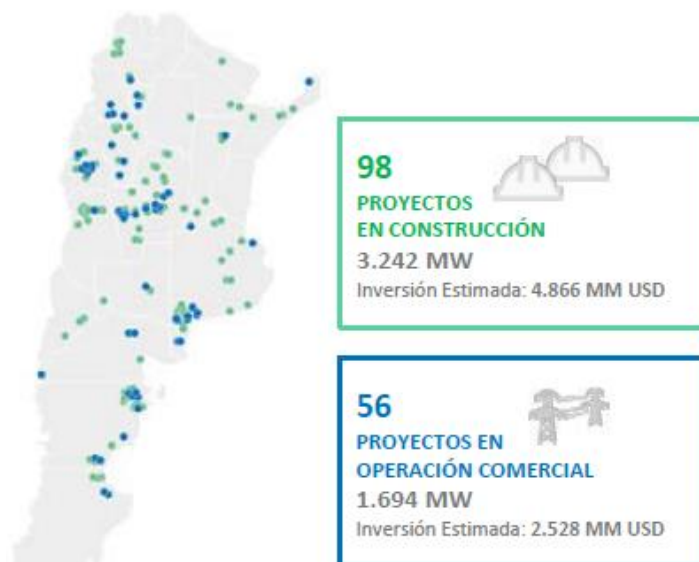 98
PROYECTOS
EN CONSTRUCCIÓN
3.242 MW
Inversión Estimada: 4.866 MM USD
56
PROYECTOS EN
OPERACIÓN COMERCIAL
1.694 MW
Inversión Estimada: 2.528 MM USD